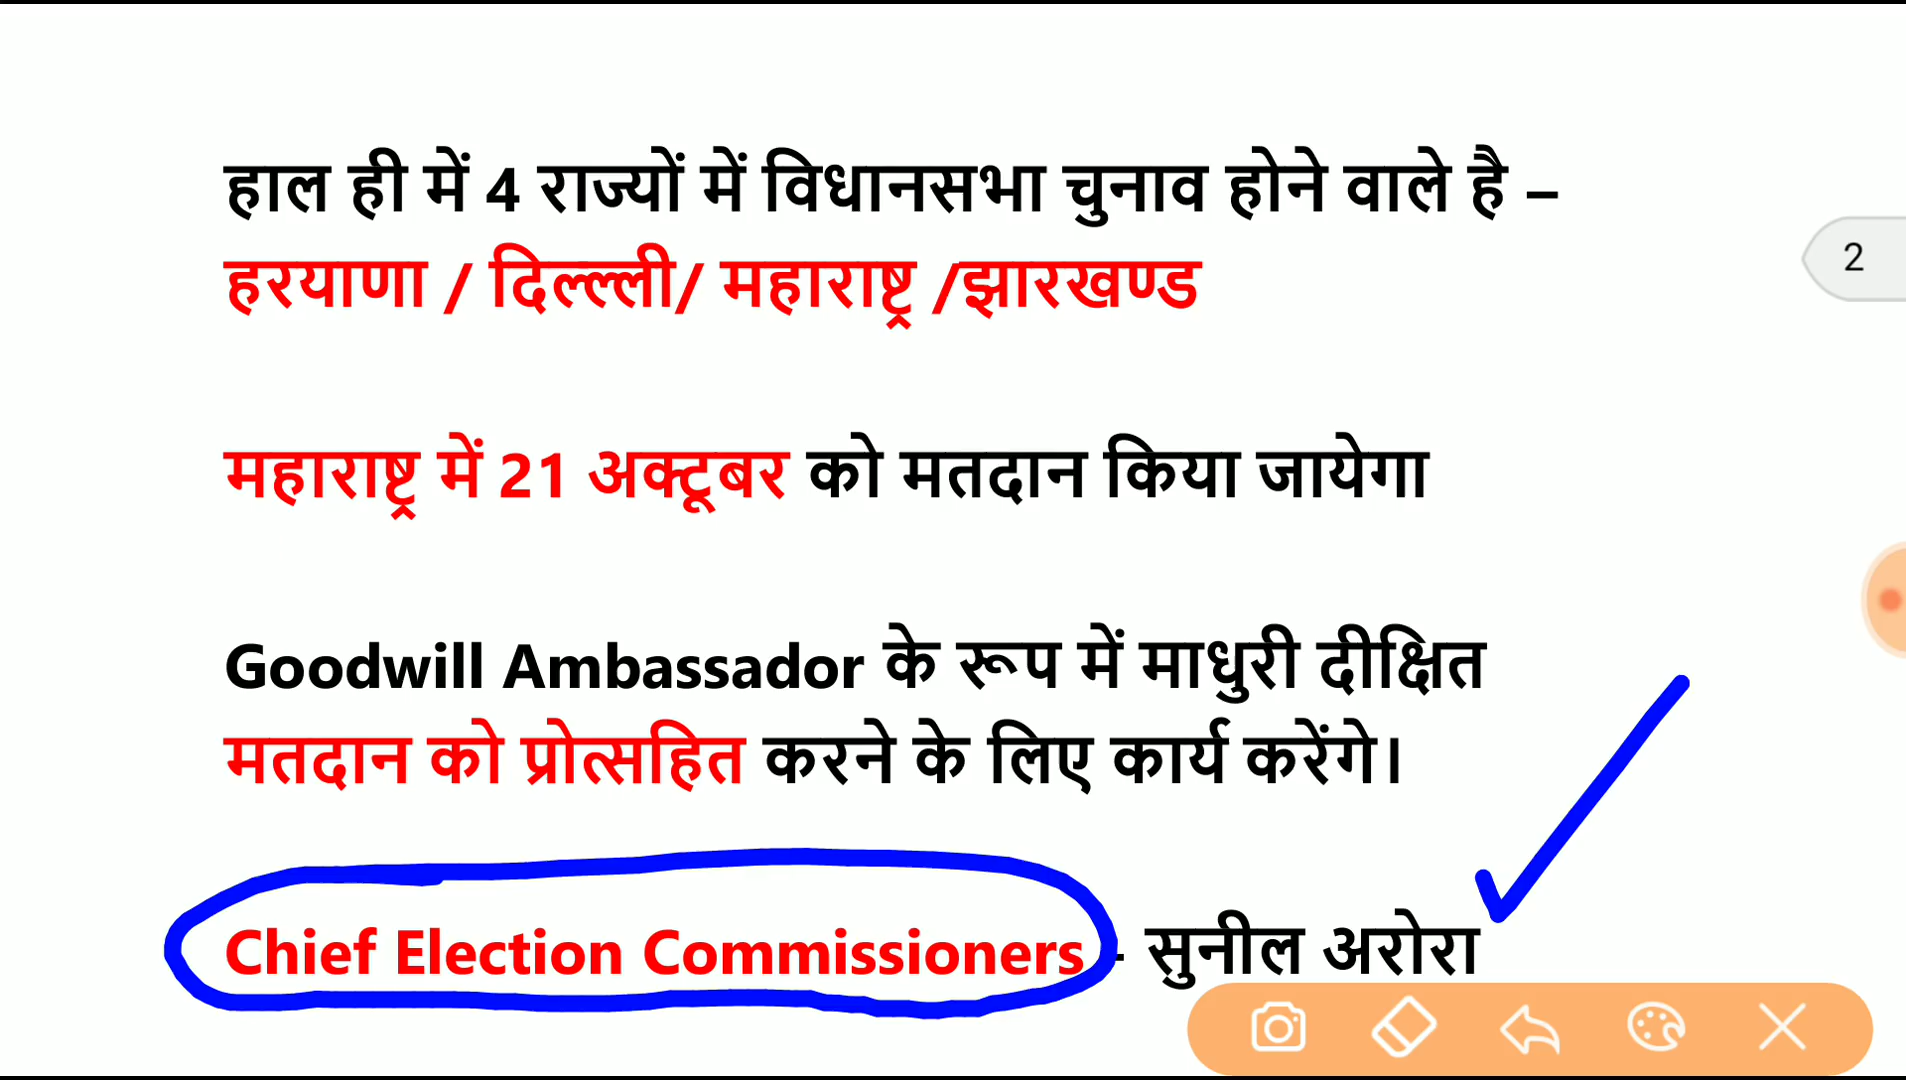 हाल ही में 4 राज्यों में विधानसभा चुनाव होने वाले है –
हरयाणा / दिल्ल्ली/ महाराष्ट्र /झारखण्ड
महाराष्ट्र में 21 अक्टूबर को मतदान किया जायेगा
Goodwill Ambassador के रूप में माधुरी दीक्षित
मतदान को प्रोत्सहित करने के लिए कार्य करेंगे।
Chief Election Commissioners - सुनील अरोरा
2